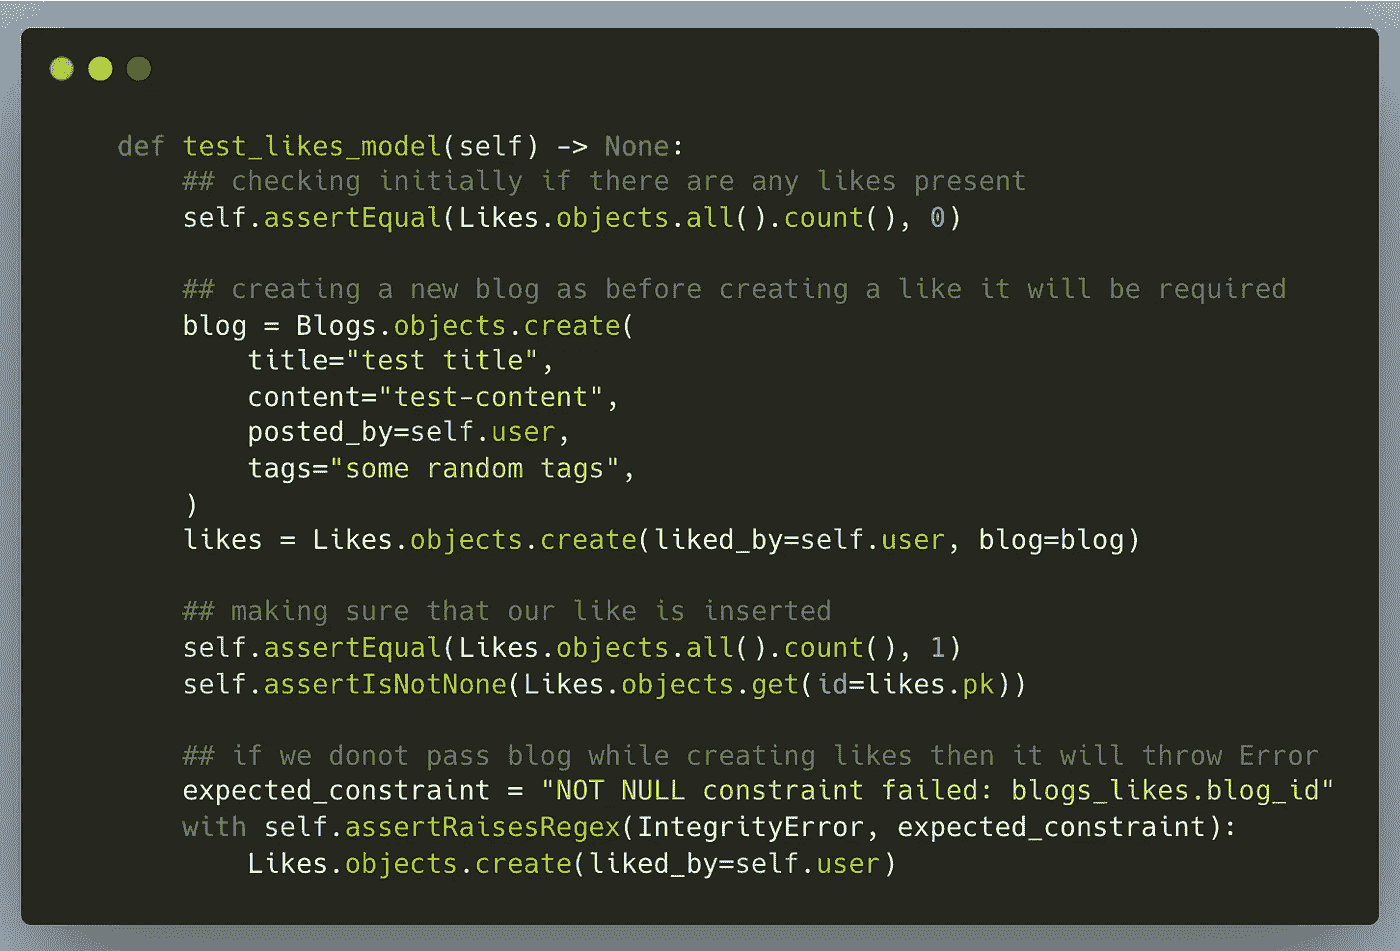 def test_likes_model(self) -> None:
## checking initially if there are any likes present
self.assertEqual(Likes.objects.all().count(), 0)
## creating a new blog as before creating a like it will be required
blog = Blogs.objects.create(
title="test title",
content="test-content",
posted_by=self.user,
tags="some random tags",
)
likes = Likes.objects.create(liked_by=self.user, blog=blog)
## making sure that our like is inserted
self.assertEqual(Likes.objects.all().count(), 1)
self.assertIsNotNone(Likes.objects.get(id=likes.pk))
## if we donot pass blog while creating likes then it will throw Error
expected_constraint = "NOT NULL constraint failed: blogs_likes.blog_id"
with self.assertRaisesRegex(IntegrityError, expected_constraint):
Likes.objects.create(liked_by=self.user)